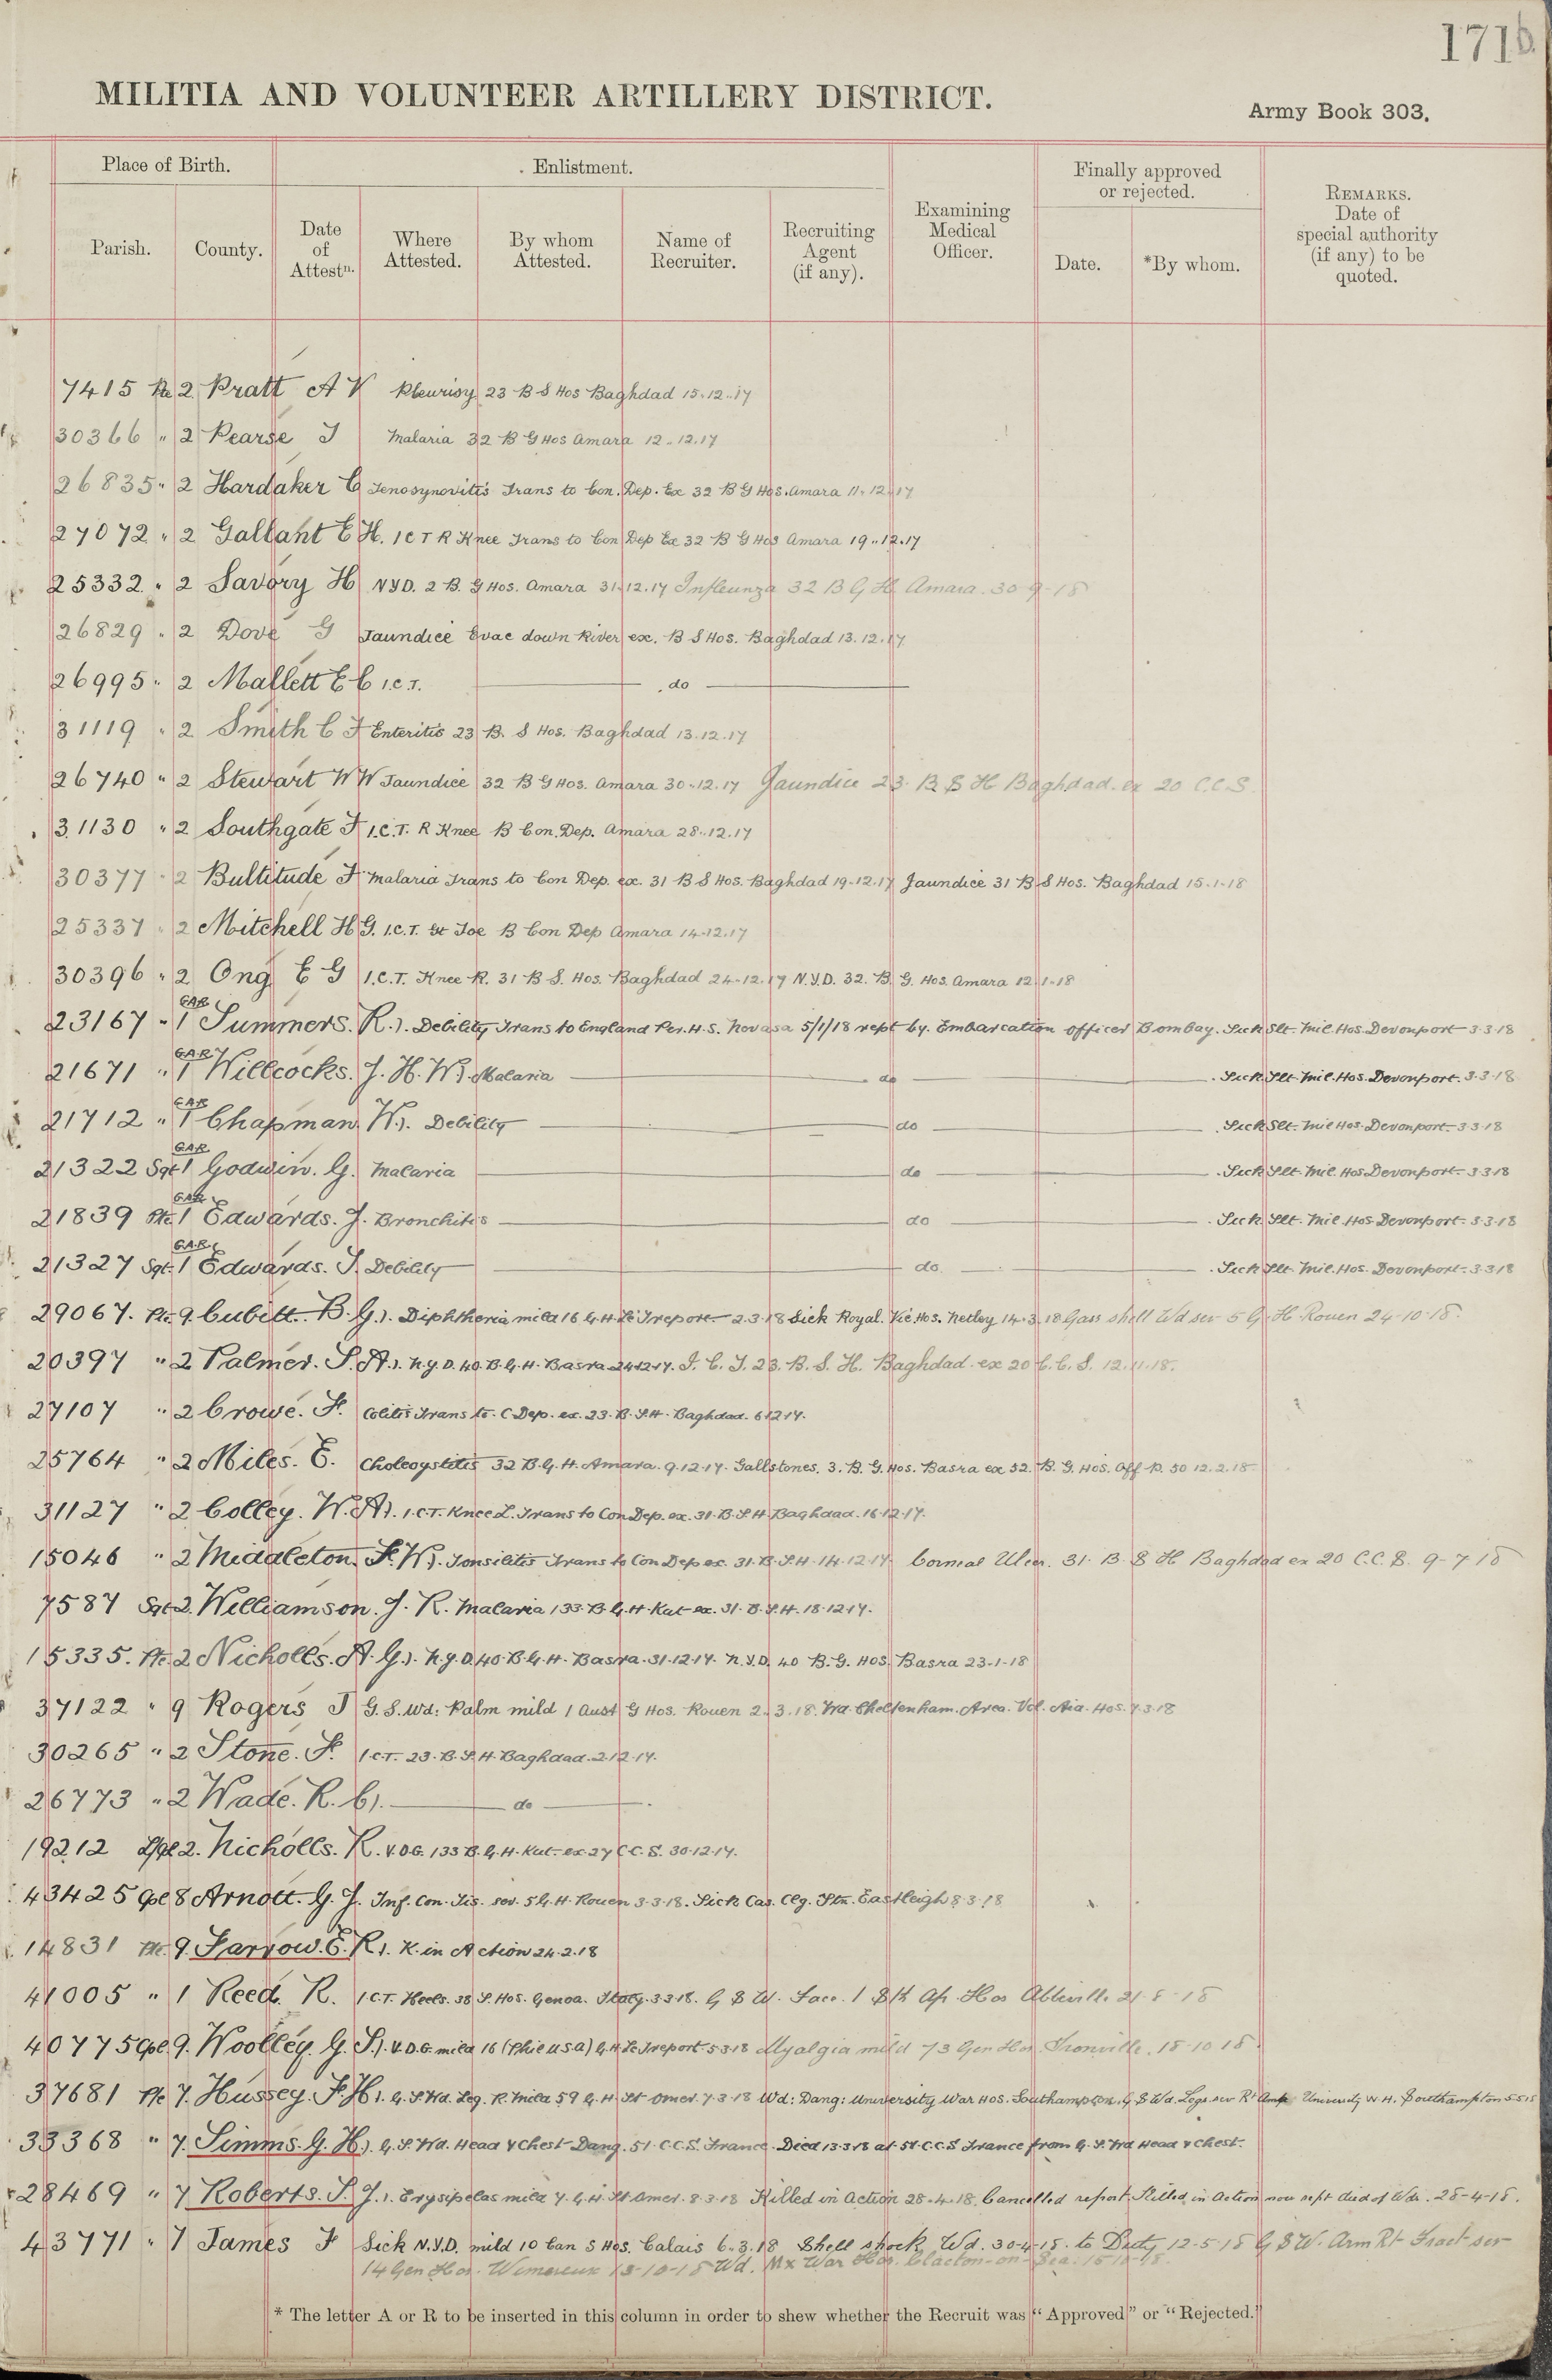 171b.
MILITIA AND VOLUNTEER ARTILLERY DISTRICT.
Army Book 303.
Place of Birth.
Enlistment.
Finally approved or rejected.
Parish.
County.
Date of Attestn.
Where Attested.
By whom Attested.
Name of Recruiter.
Recruiting Agent (if any).
Examining Medical Officer.
Date.
*By whom.
REMARKS. Date of special authority (if any) to be quoted.
7415 Pte 2 Pratt A V Pleurisy 23 B S Hos Baghdad 15.12.17
30366 " 2 Pearse J Malaria 32 B G Hos Amara 12.12.17
26835 " 2 Hardaker C Tenosynovitis Trans to Con. Dep. Ex 32 B G Hos. Amara 11.12.17
27072 " 2 Gallant E H. I C T R Knee Trans to Con Dep Ex 32 B G Hos Amara 19.12.17
25332 " 2 Savory H NYD. 2 B. G Hos. Amara 31.12.17 Infleunza 32 B G H. Amara. 30-9-18
26829 " 2 Dove G Jaundice Evac down River ex. B S Hos. Baghdad 13.12.17
26995 " 2 Mallett E C I.C.T. do
31119 " 2 Smith C F Enteritis 23 B. S Hos. Baghdad 13.12.17
26740 " 2 Stewart W W Jaundice 32 B G Hos. Amara 30.12.17 Jaundice 23. B S H Baghdad. ex 20 C.C.S.
31130 " 2 Southgate F I.C.T. R Knee B Con. Dep. Amara 28.12.17
30377 " 2 Bultitude F Malaria Trans to Con Dep. ex. 31 B S Hos. Baghdad 19.12.17 Jaundice 31 B S Hos. Baghdad 15.1.18
25337 " 2 Mitchell H G. I.C.T. Gt Toe B Con Dep Amara 14.12.17
30396 " 2 Ong E G I.C.T. Knee R. 31 B S. Hos. Baghdad 24.12.17 N.Y.D. 32. B. G. Hos. Amara 12.1.18
GAR
23167 " 1 Summers. R.). Debility Trans to England Per. H.S. Novasa 5/1/18 rept by. Embarcation officer Bombay. Sick Slt. Mil. Hos. Devonport 3.3.18
GAR
21671 " 1 Willcocks. J. H. W). Malaria do Sick Slt. Mil. Hos. Devonport. 3.3.18
GAR
21712 " 1 Chapman W.). Debility do Sick Slt. Mil Hos. Devonport. 3.3.18
GAR
21322 Sgt 1 Godwin. G. Malaria do Sick Slt. Mil. Hos Devonport. 3.3.18
GAR
21839 Pte. 1 Edwards. J. Bronchitis do Sick Slt. Mil. Hos Devonport. 3.3.18
G.A.R.
21327 Sgt. 1 Edwards. J. Debility do Sick Slt. Mil. Hos. Devonport. 3.3.18
29067. Pte. 9. Cubitt. B. G.). Diphtheria mild 16 G.H. Le Treport. 2.3.18 Sick Royal. Vic Hos. Netley 14.3.18 Gass shell Wd sev 5 G. H. Rouen 24-10-18.
20397 " 2 Palmer. S. A.). N.Y.D. 40. B.G.H. Basra 24.12.17. I. C. T. 23. B. S. H. Baghdad. ex 20 C. C. S. 12.11.18.
27107 " 2 Crowe. F. Colitis Trans to. C Dep. ex. 23. B. S.H. Baghdad. 6.12.17.
25764 " 2 Miles. E. Cholecystitis 32 B.G.H. Amara. 9.12.17. Gallstones. 3. B. G. Hos. Basra ex 32. B. G. Hos. Off P. 50 12.2.18
31127 " 2 Colley. W. A). I.C.T. Knee L. Trans to Con Dep. ex. 31. B.S.H. Baghdad. 16.12.17.
15046 " 2 Middleton. F. W). Tonsilitis Trans to Con Dep ex. 31. B. S.H. 14.12.17. Corneal Ulcer. 31. B S H Baghdad ex 20 C.C.S. 9-7-18
7587 Sgt 2. Williamson. J. R. Malaria 133 B.G.H. Kut ex. 31. B. S.H. 18.12.17.
15335. Pte. 2 Nicholls. A. G.). N.Y.D. 40. B.G.H. Basra. 31.12.17. N.Y.D. 40 B.G. Hos. Basra 23.1.18
37122 " 9 Rogers J G.S. Wd: Palm mild 1 Aust G Hos. Rouen 2.3.18. Wd. Cheltenham. Area. Vol. Aid. Hos. 7.3.18
30265 " 2 Stone. F. I.C.T. 23. B. S. H. Baghdad. 2.12.17.
26773 " 2 Wade. R. C). do
19212 L/Cpl 2. Nicholls. R. V.D.G. 133 B.G.H. Kut. ex. 27 C.C.S. 30.12.17.
43425 Cpl 8 Arnott. G. J. Inf. Con. Tis. sev. 5 G.H. Rouen 3.3.18. Sick Cas. Clg. Stn. Eastleigh 8.3.18
14831 Pte. 9. Farrow. E. R). K. in Action 24.2.18
41005 " 1 Reed. R. I.C.T. Heels. 38 S. Hos. Genoa. Italy. 3.3.18. G S W. Face. 1 Sth Af. Hos Abbeville 21-8-18
40775 Cpl. 9. Woolley. G. S.). V.D.G. mild 16 (Phil U.S.A) G.H. Le Treport 5.3.18 Myalgia mild 73 Gen Hos Trouville. 18.10.18.
37681 Pte 7. Hussey. F. H). G. S. Wd. Leg. R. Mild 59 G. H St Omer. 7.3.18 Wd: Dang: University War Hos. Southampton. G S Wd. Legs. sev Rt Amp. University W H. Southampton 5.5.18
33368 " 7. Simms. G. H). G. S. Wd. Head & Chest Dang. 51. C.C.S. France. Died 13.3.18 at 51. C.C.S France from G. S. Wd Head & Chest.
28469 " 7 Roberts. S. J.). Erysipelas mild 7. G.H. St Omer. 8.3.18 Killed in Action 28.4.18. Cancelled report. Killed in action now rept died of Wds. 28-4-18.
43771 " 7 James F Sick N.Y.D. mild 10 Can S Hos. Calais 6.3.18 Shell shock Wd. 30-4-18. to Duty 12-5-18 G S W. Arm Rt Fract sev
14 Gen Hos. Wimereux 13-10-18 Wd. Mx War Hos. Clacton-on-Sea:
* The letter A or R to be inserted in this column in order to shew whether the Recruit was "Approved" or "Rejected."